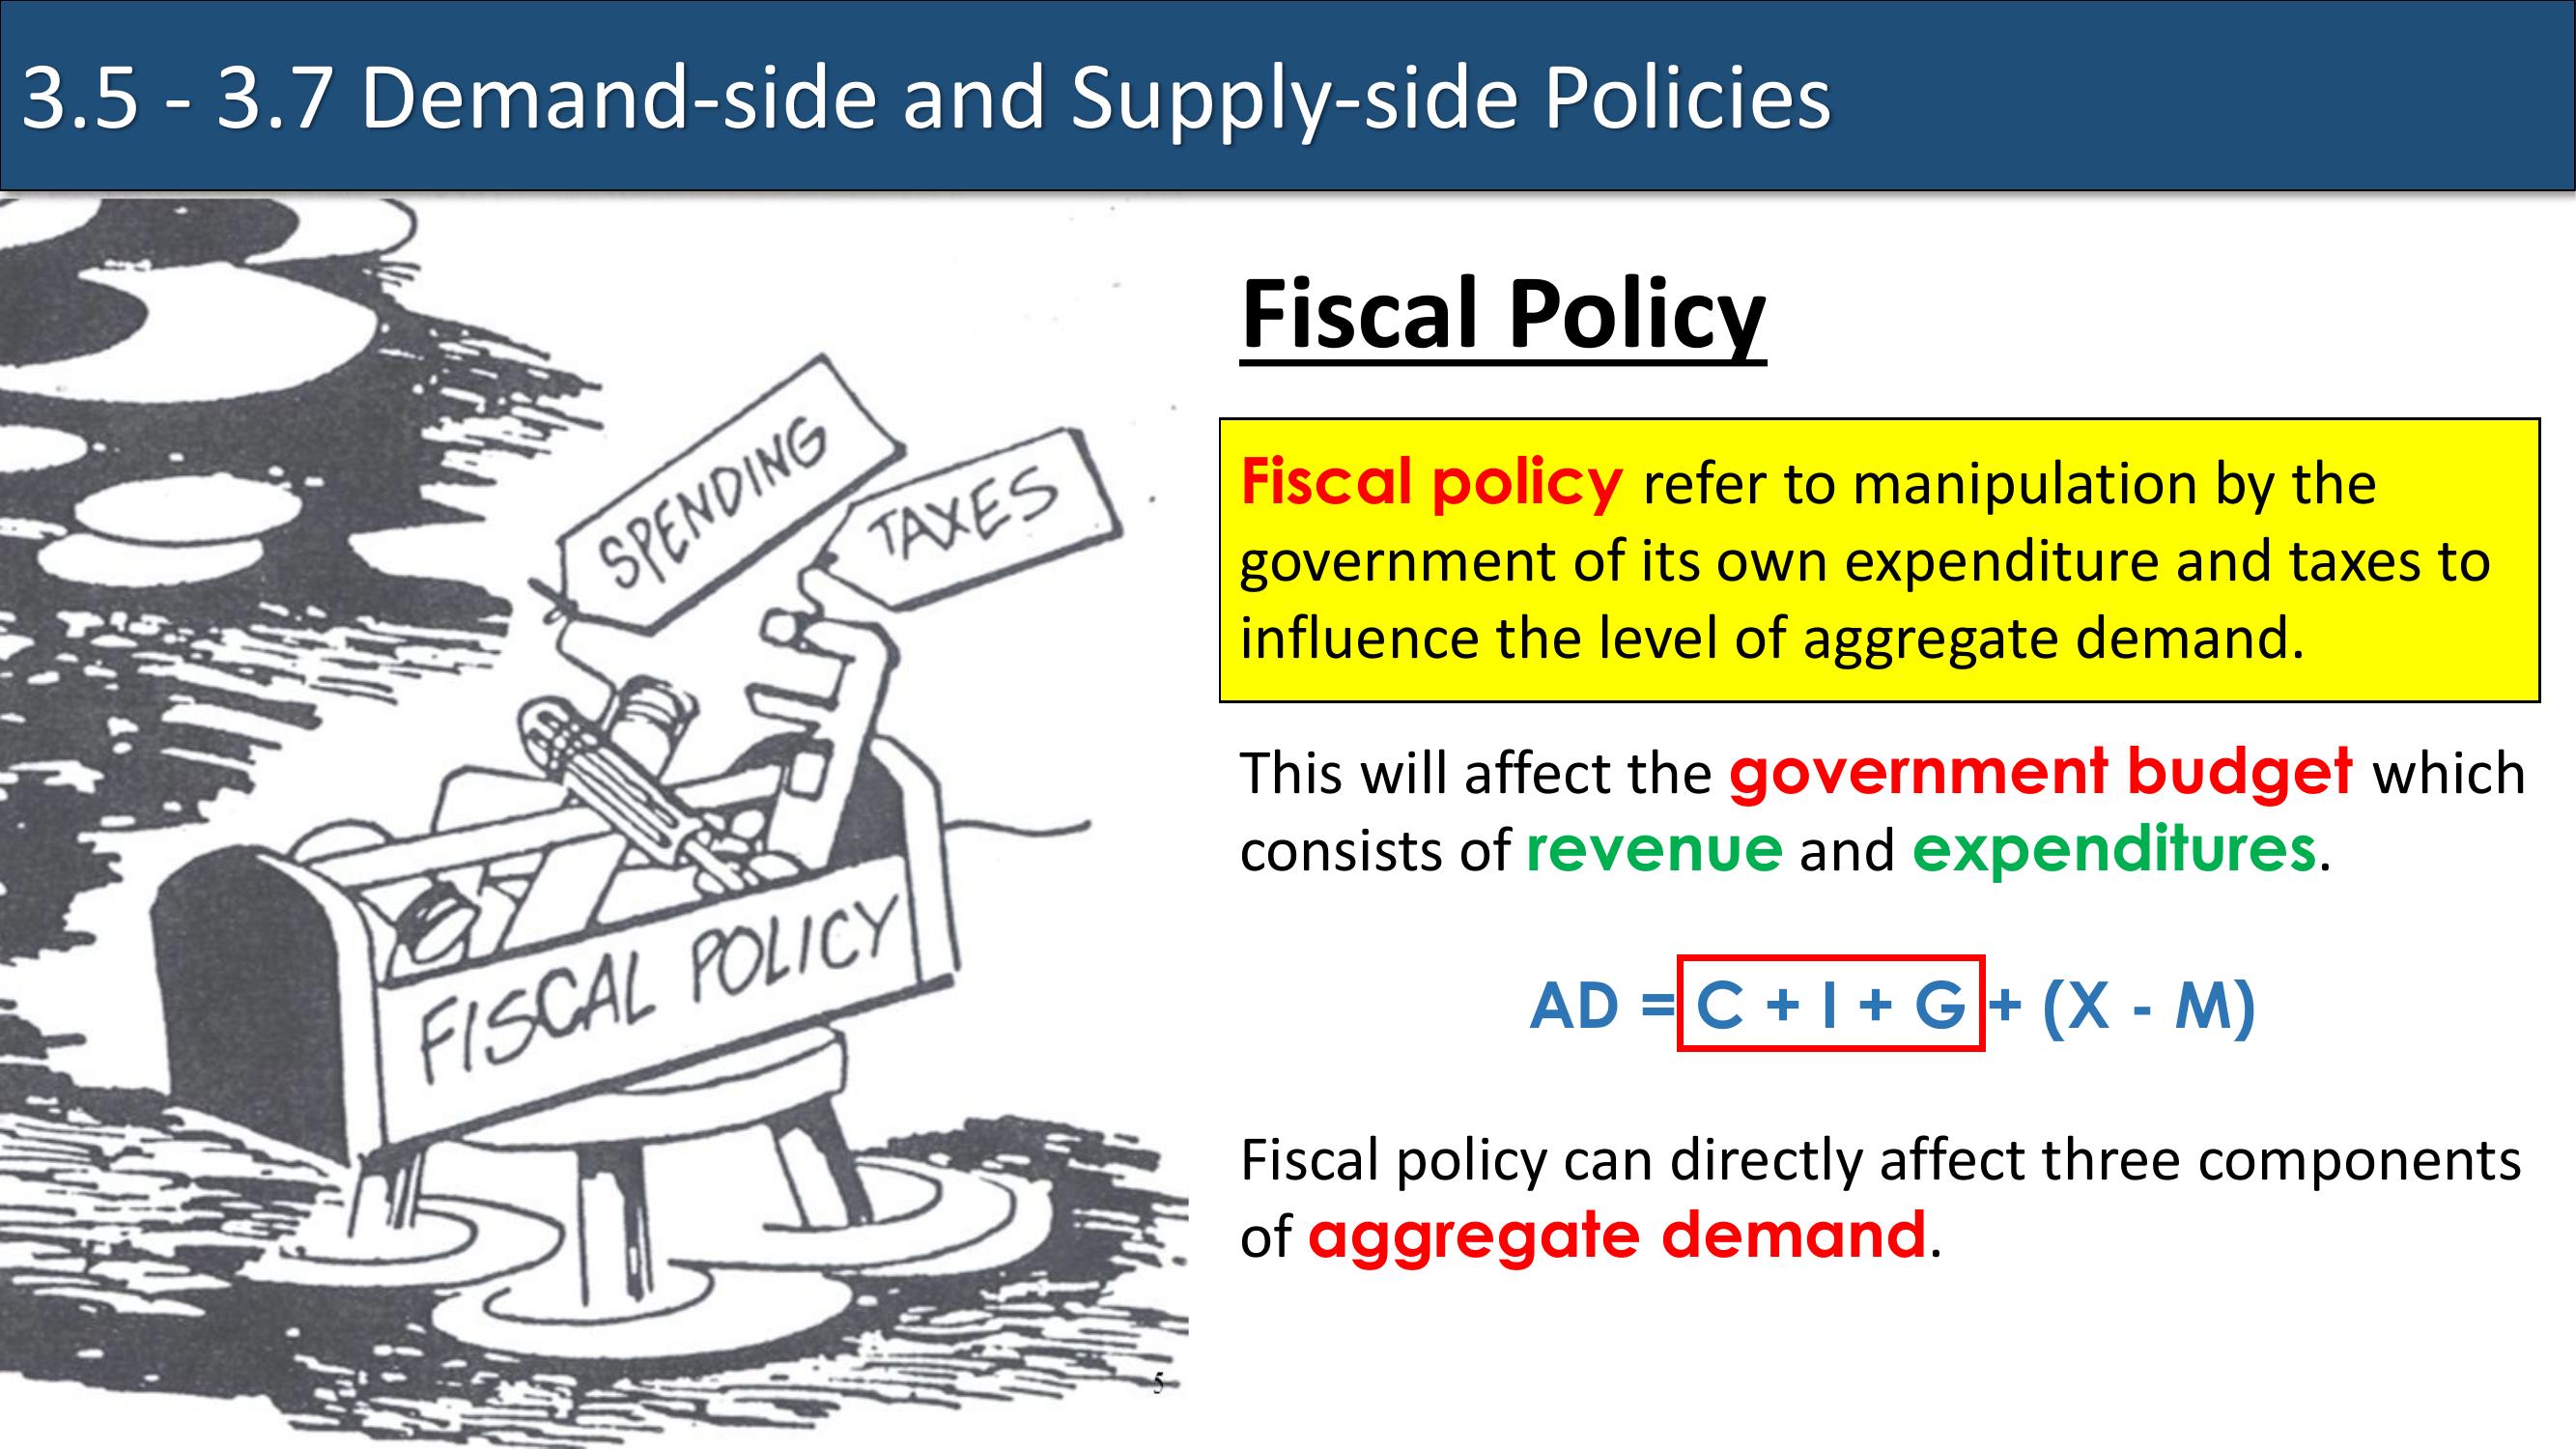 3.5 - 3.7 Demand-side and Supply-side Policies
SPENDING
TAXES
FISCAL POLICY
5
Fiscal Policy
Fiscal policy refer to manipulation by the
government of its own expenditure and taxes to
influence the level of aggregate demand.
This will affect the government budget which
consists of revenue and expenditures.
AD = C + I + G + (X - M)
Fiscal policy can directly affect three components
of aggregate demand.